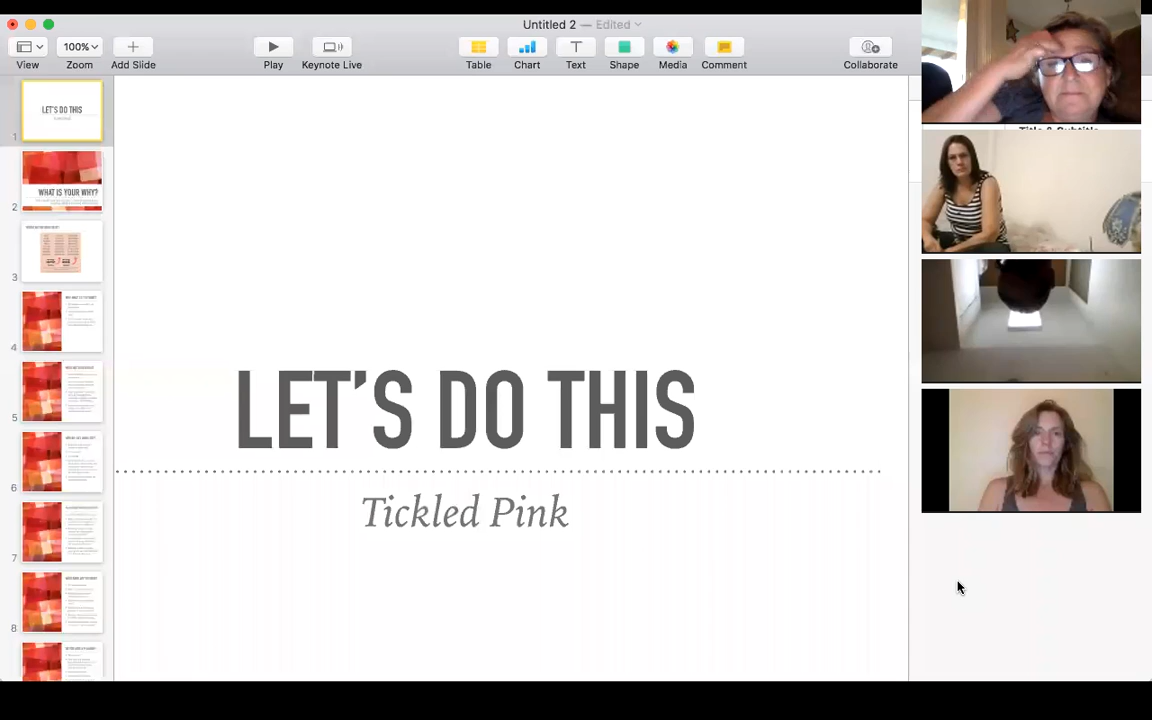 Untitled 2 — Edited
100%
View
Zoom
Add Slide
Play
Keynote Live
Table
Chart
Text
Shape
Media
Comment
Collaborate
1
LET'S DO THIS
2
WHAT IS YOUR WHY?
3
4
5
6
7
8
LET'S DO THIS
Tickled Pink
Title & Subtitle